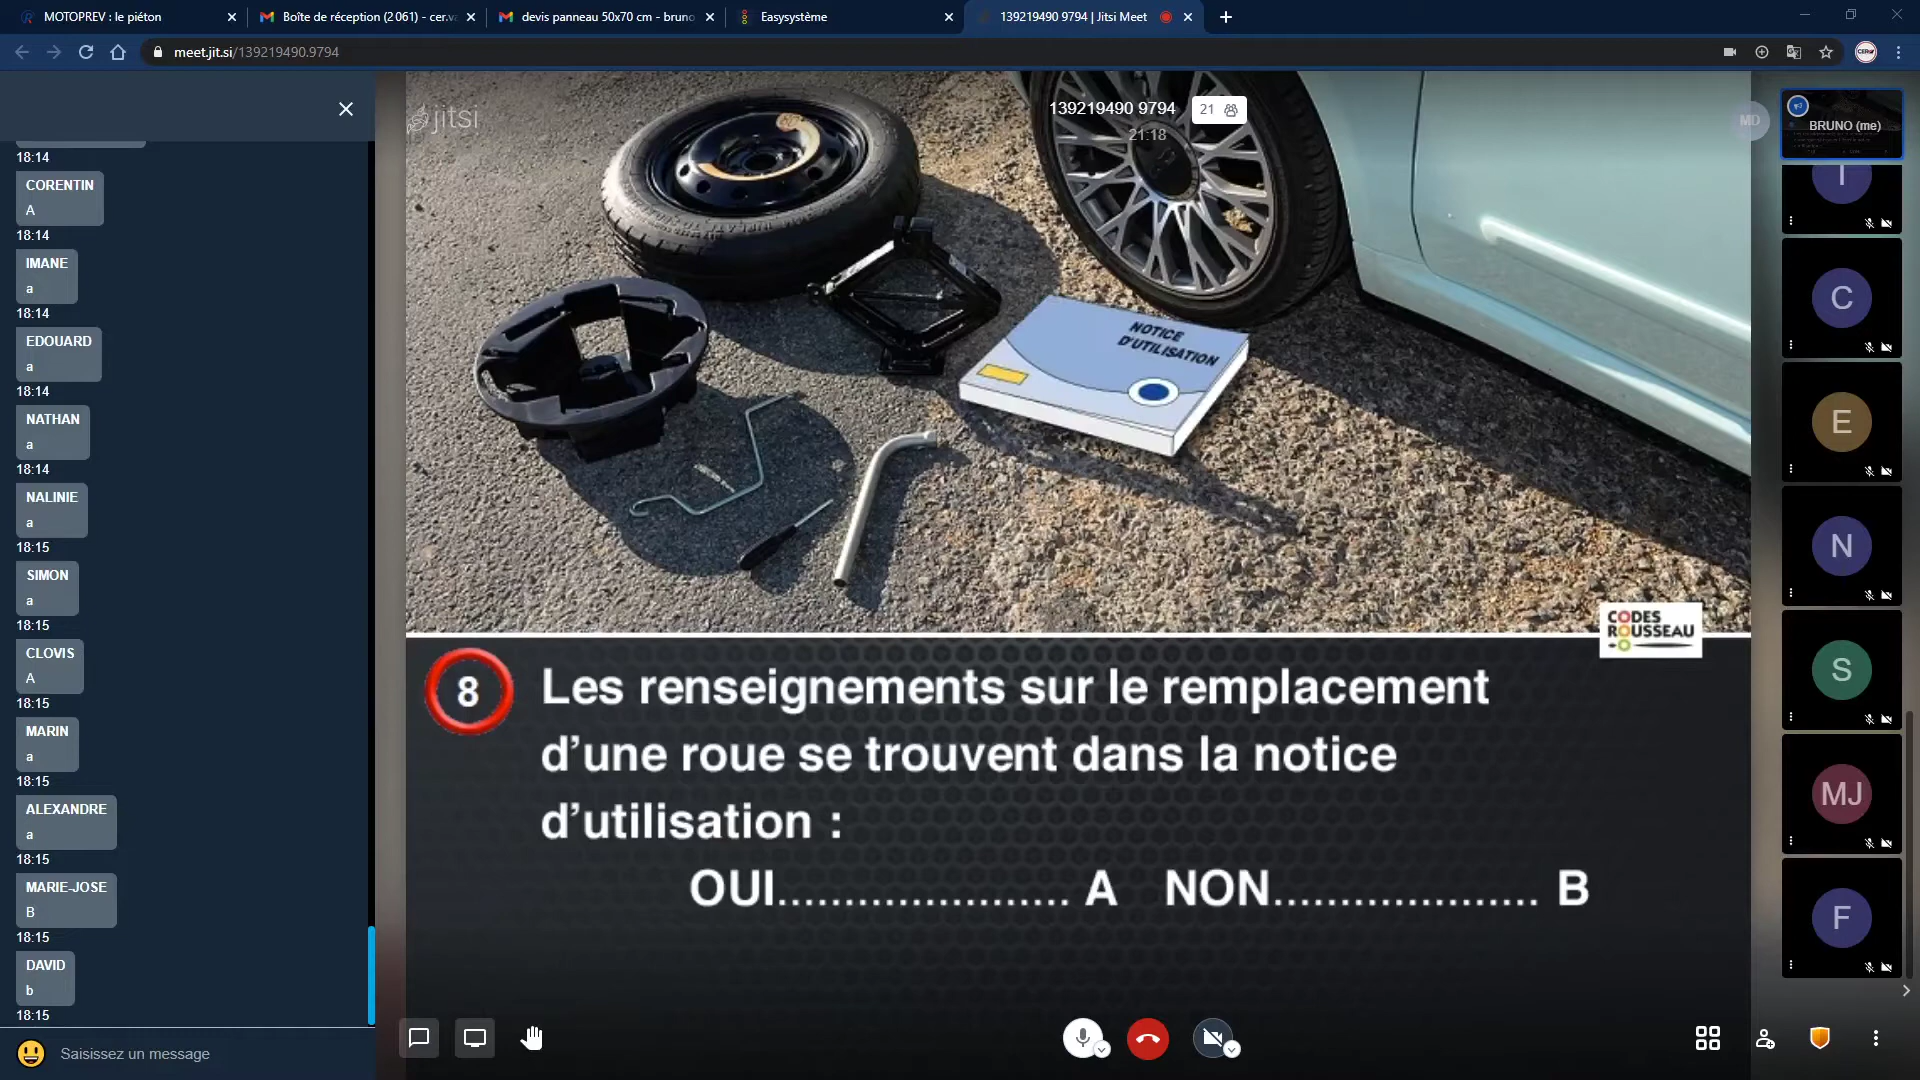 MOTOPREV : le piéton
Boîte de réception (2 061) - cer.va
devis panneau 50x70 cm - bruno
Easysystème
139219490 9794 | Jitsi Meet
meet.jit.si/139219490.9794
18:14
CORENTIN
A
18:14
IMANE
a
18:14
EDOUARD
a
18:14
NATHAN
a
18:14
NALINIE
a
18:15
SIMON
a
18:15
CLOVIS
A
18:15
MARIN
a
18:15
ALEXANDRE
a
18:15
MARIE-JOSE
B
18:15
DAVID
b
18:15
Saisissez un message
jitsi
139219490 9794
21
21:18
NOTICE
D'UTILISATION
CODES
ROUSSEAU
8
Les renseignements sur le remplacement
d'une roue se trouvent dans la notice
d'utilisation :
OUI...................... A NON.................... B
MD
BRUNO (me)
C
E
N
S
MJ
F